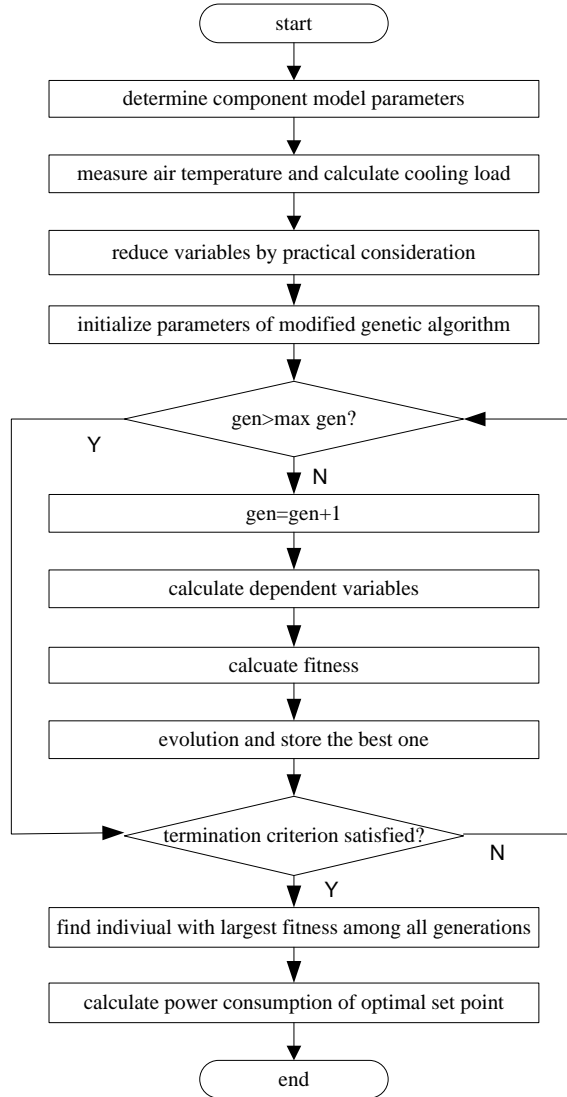 start
determine component model parameters
measure air temperature and calculate cooling load
reduce variables by practical consideration
initialize parameters of modified genetic algorithm
gen>max gen?
Y
N
gen=gen+1
calculate dependent variables
calcuate fitness
evolution and store the best one
termination criterion satisfied?
N
Y
find indiviual with largest fitness among all generations
calculate power consumption of optimal set point
end